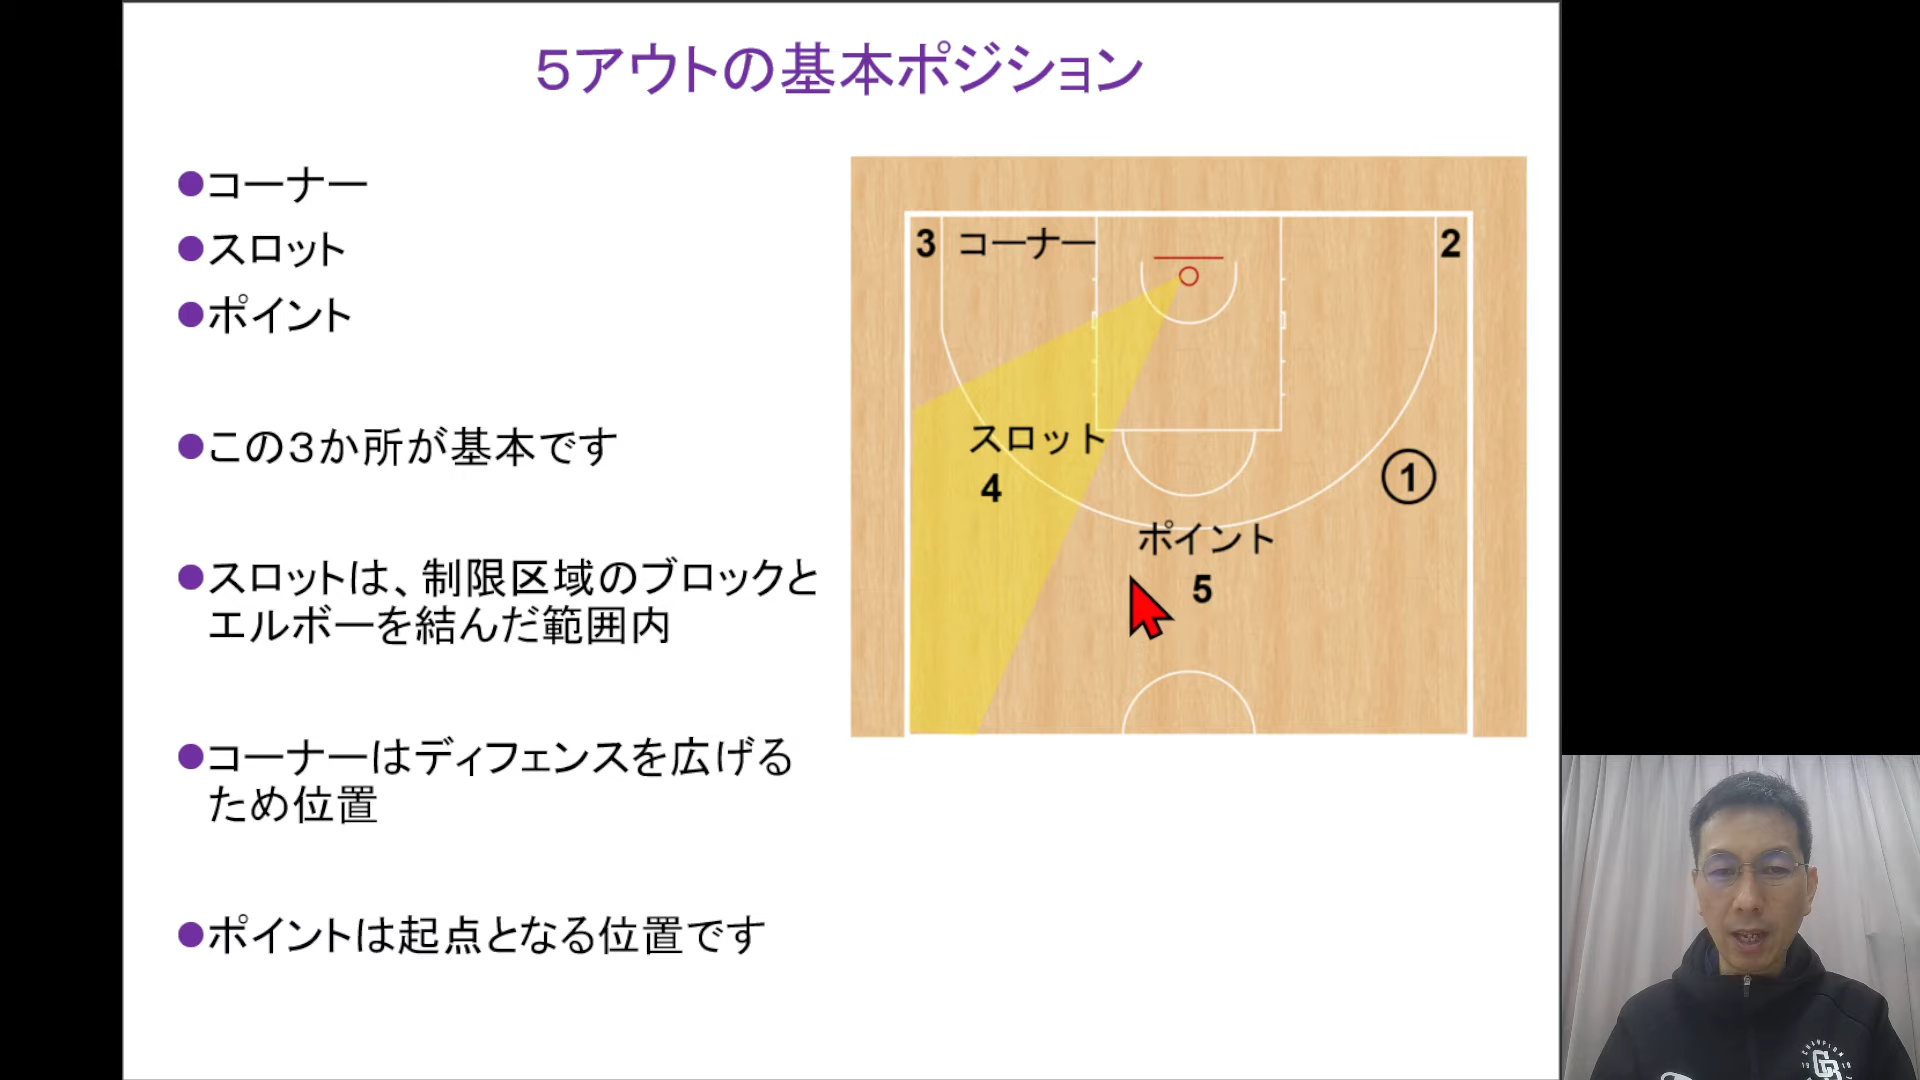 ５アウトの基本ポジション
●コーナー
●スロット
●ポイント
●この３か所が基本です
●スロットは、制限区域のブロックと
エルボーを結んだ範囲内
●コーナーはディフェンスを広げる
ため位置
●ポイントは起点となる位置です
3 コーナー
2
スロット
4
1
ポイント
5
CHAMPION